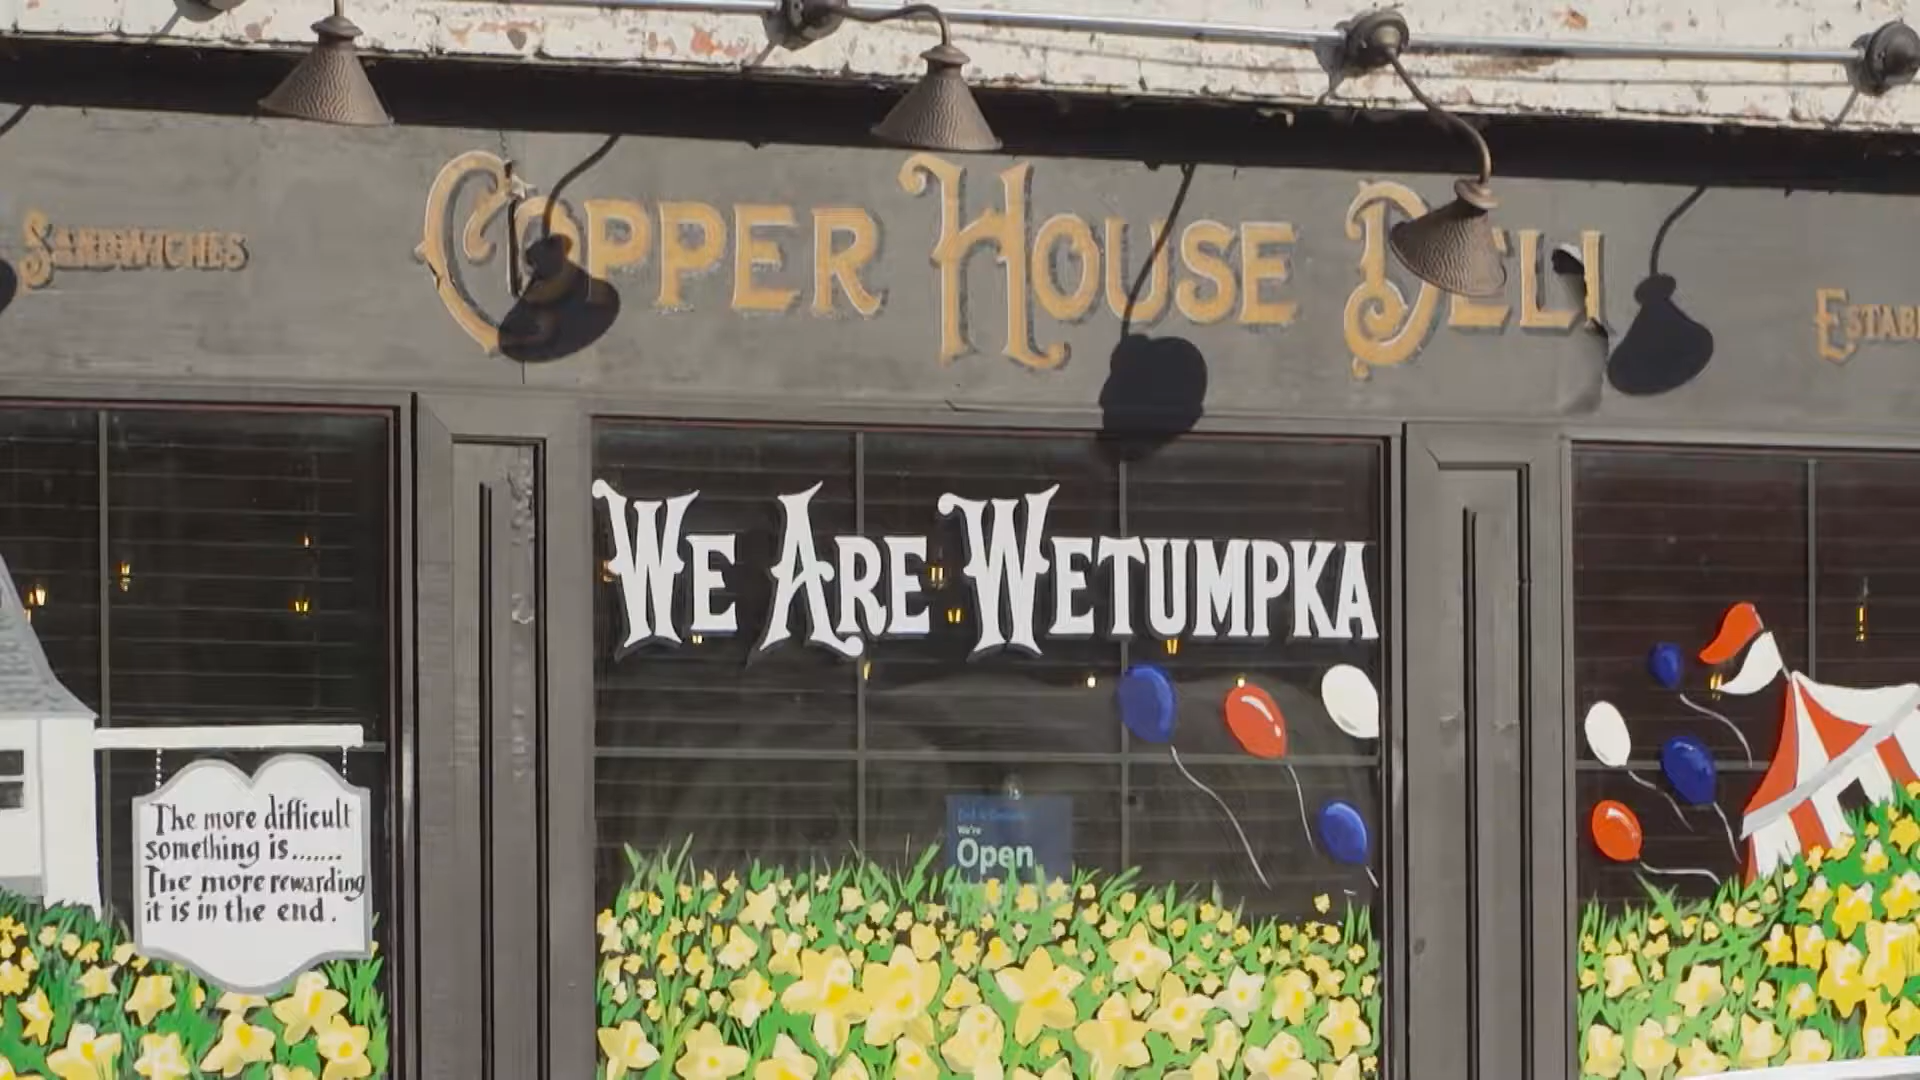 SANDWICHES
COPPER HOUSE DELI
WE ARE WETUMPKA
The more difficult
something is.......
The more rewarding
it is in the end.
We're
Open